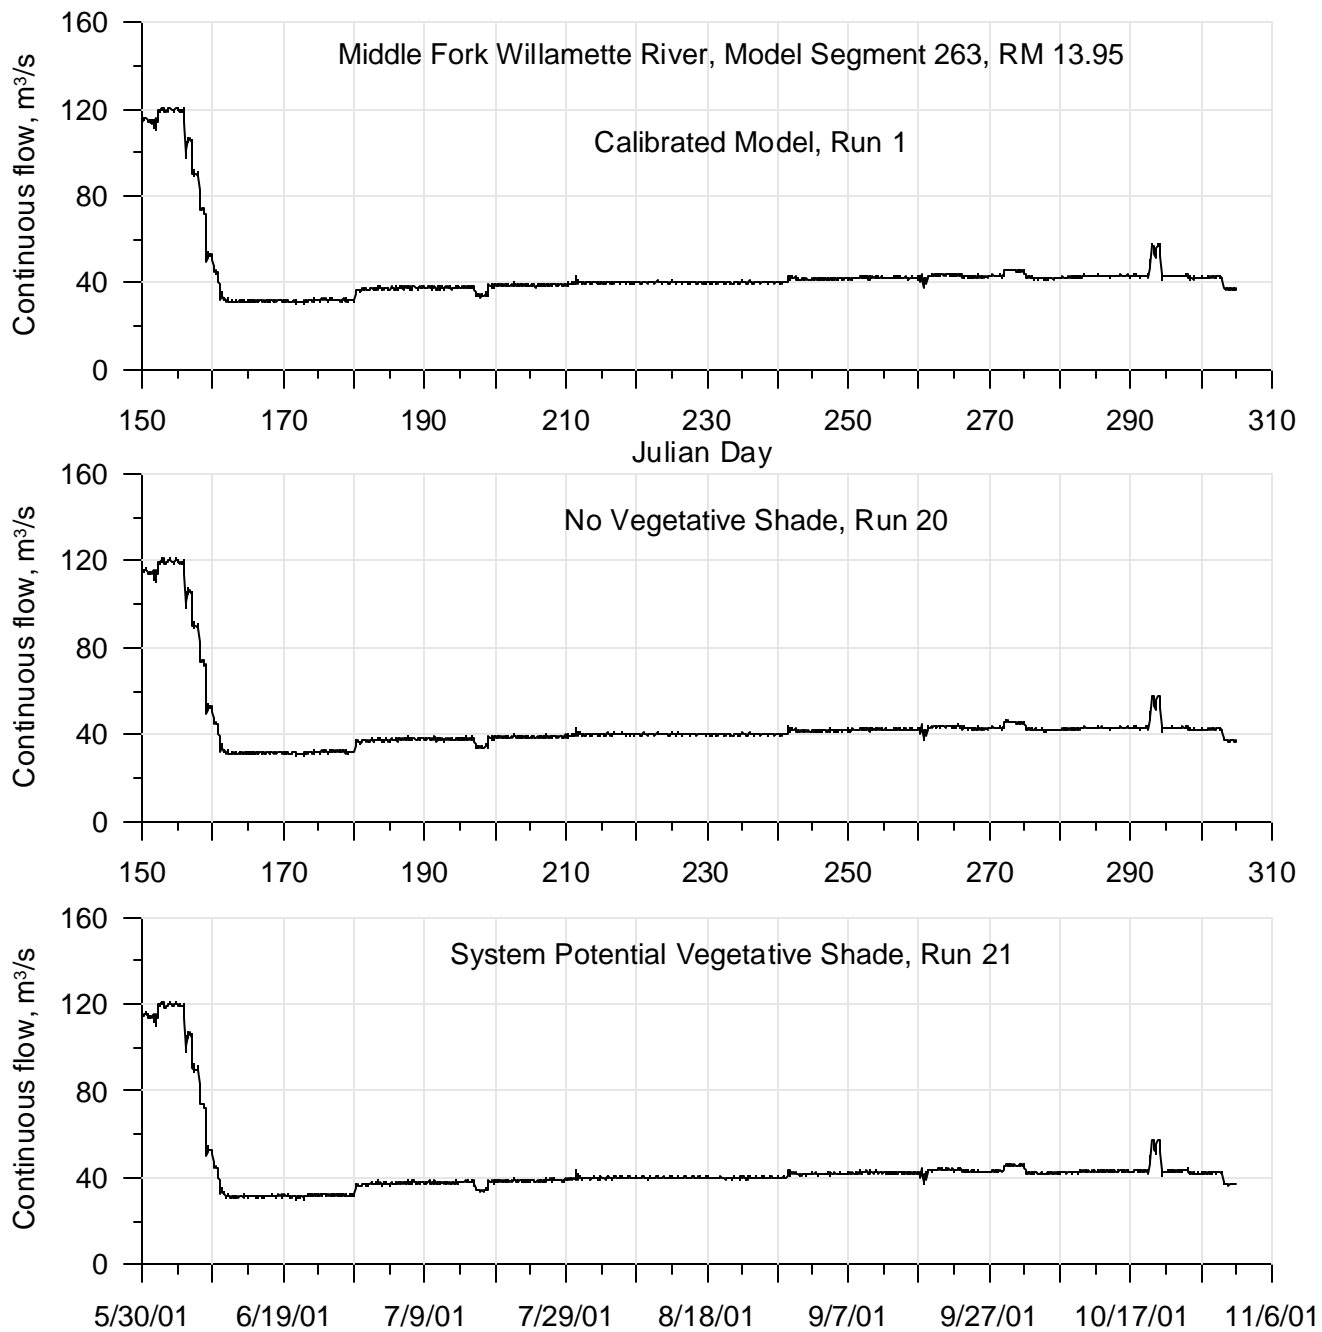 160
Middle Fork Willamette River, Model Segment 263, RM 13.95
120
Calibrated Model, Run 1
80
40
0
Continuous flow, m³/s
150 170 190 210 230 250 270 290 310
Julian Day
160
No Vegetative Shade, Run 20
120
80
40
0
Continuous flow, m³/s
150 170 190 210 230 250 270 290 310
160
System Potential Vegetative Shade, Run 21
120
80
40
0
Continuous flow, m³/s
5/30/01 6/19/01 7/9/01 7/29/01 8/18/01 9/7/01 9/27/01 10/17/01 11/6/01